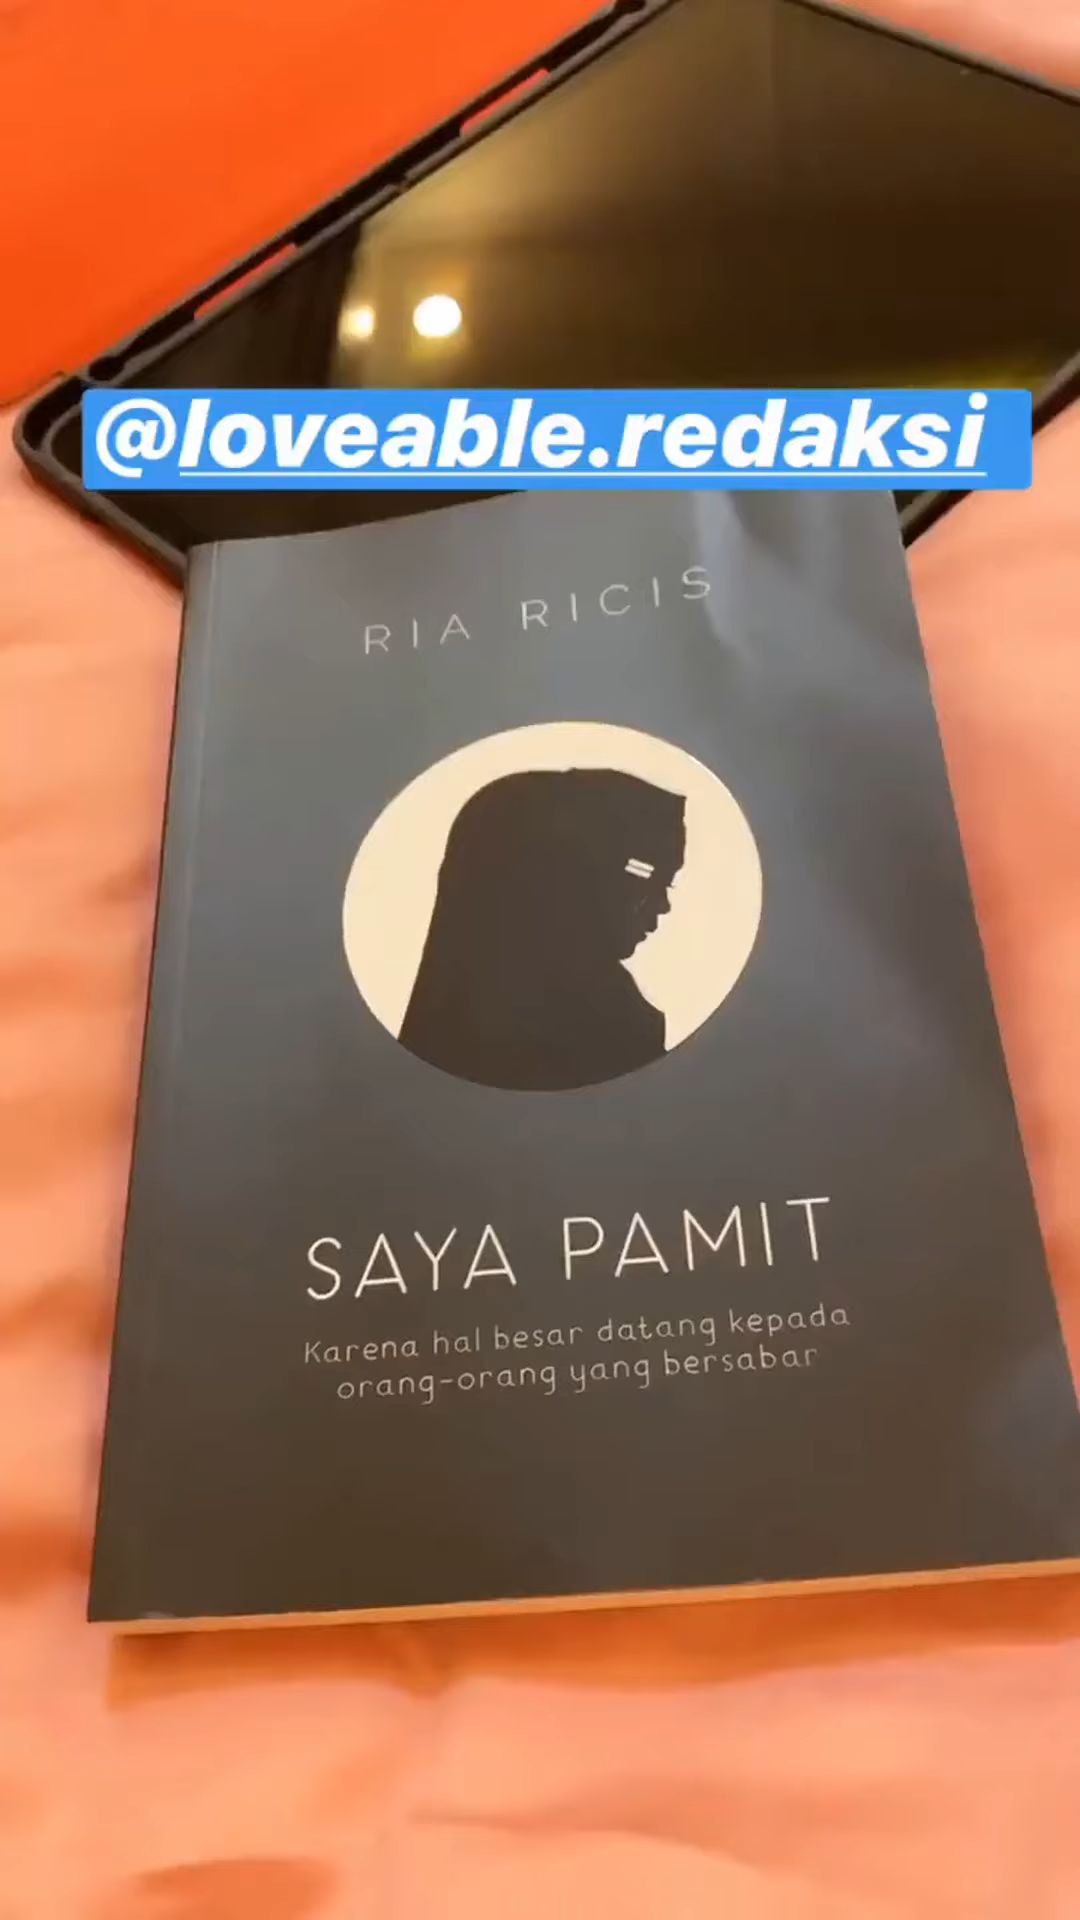 @loveable.redaksi
RIA RICIS
SAYA PAMIT
Karena hal besar datang kepada
orang-orang yang bersabar